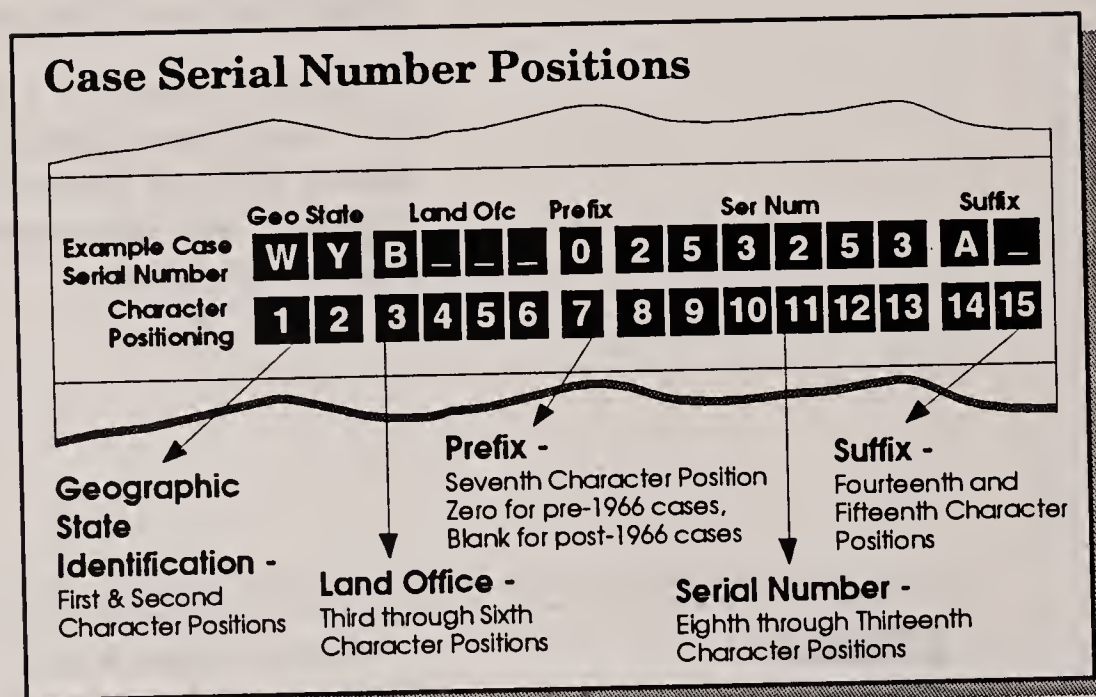 Case Serial Number Positions
Geo State Land Ofc Prefix Ser Num Suffix
Example Case
Serial Number
W Y B _ _ _ 0 2 5 3 2 5 3 A _
Character
Positioning
1 2 3 4 5 6 7 8 9 10 11 12 13 14 15
Geographic
State
Identification -
First & Second
Character Positions
Land Office -
Third through Sixth
Character Positions
Prefix -
Seventh Character Position
Zero for pre-1966 cases,
Blank for post-1966 cases
Serial Number -
Eighth through Thirteenth
Character Positions
Suffix -
Fourteenth and
Fifteenth Character
Positions